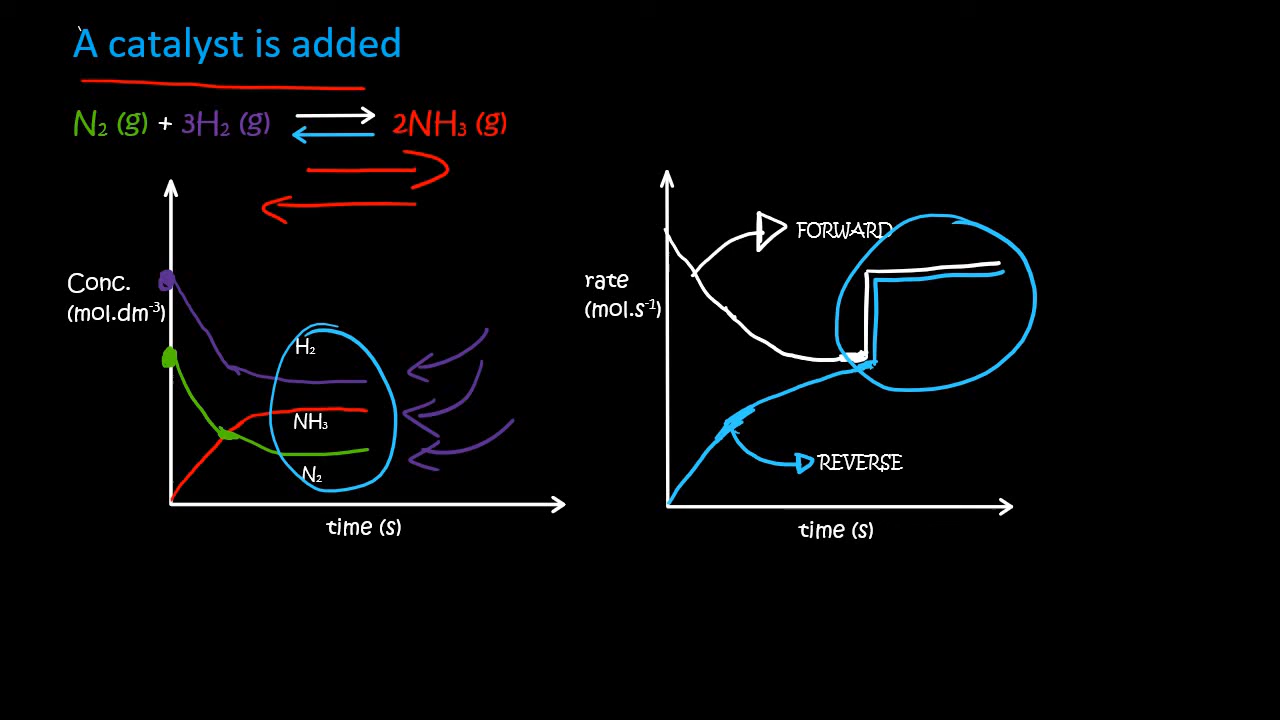 A catalyst is added
N₂ (g) + 3H₂ (g) 2NH₃ (g)
Conc.
(mol.dm⁻³)
H₂
NH₃
N₂
time (s)
rate
(mol.s⁻¹)
FORWARD
REVERSE
time (s)